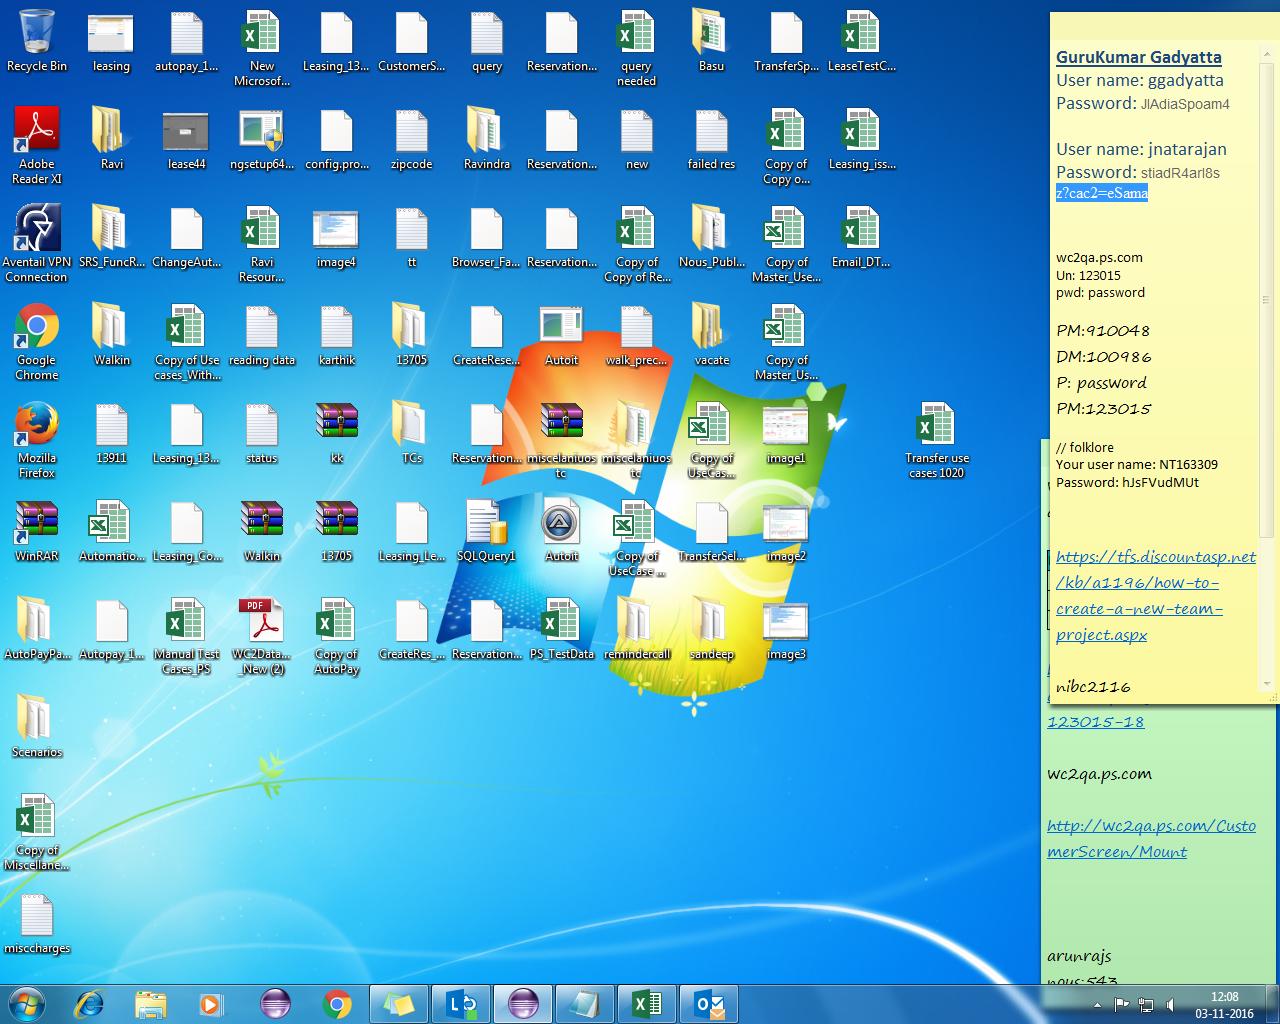 Recycle Bin
leasing
autopay_1...
New Microsof...
Leasing_13...
CustomerS...
query
Reservation...
query needed
Basu
TransferSp...
LeaseTestC...
Adobe Reader XI
Ravi
lease44
ngsetup64...
config.pro...
zipcode
Ravindra
Reservation...
new
failed res
Copy of Copy o...
Leasing_iss...
Aventail VPN Connection
SRS_FuncR...
ChangeAut...
Ravi Resour...
image4
tt
Browser_Fa...
Reservation...
Copy of Copy of Re...
Nous_Publ...
Copy of Master_Use...
Email_DT...
Google Chrome
Walkin
Copy of Use cases_With...
reading data
karthik
13705
CreateRese...
Autoit
walk_prec...
vacate
Copy of Master_Us...
Mozilla Firefox
13911
Leasing_13...
status
kk
TCs
Reservation...
miscelaniuos tc
miscelaniuos tc
Copy of UseCas...
image1
Transfer use cases 1020
WinRAR
Automatio...
Leasing_Co...
Walkin
13705
Leasing_Le...
SQLQuery1
Autoit
Copy of UseCase ...
TransferSel...
image2
AutoPayPa...
Autopay_1...
Manual Test Cases_PS
PDF
WC2Data... _New (2)
Copy of AutoPay
CreateRes_...
Reservation...
PS_TestData
remindercall
sandeep
image3
Scenarios
Copy of Miscellane...
misccharges
GuruKumar Gadyatta
User name: ggadyatta
Password: JlAdiaSpoam4
User name: jnatarajan
Password: stiadR4arI8s
z?cac2=eSama
wc2qa.ps.com
Un: 123015
pwd: password
PM:910048
DM:100986
P: password
PM:123015
// folklore
Your user name: NT163309
Password: hJsFVudMUt
https://tfs.discountasp.net
/kb/a1196/how-to-
create-a-new-team-
project.aspx
nibc2116
123015-18
wc2qa.ps.com
http://wc2qa.ps.com/Custo
merScreen/Mount
arunrajs
nous:543
12:08
03-11-2016